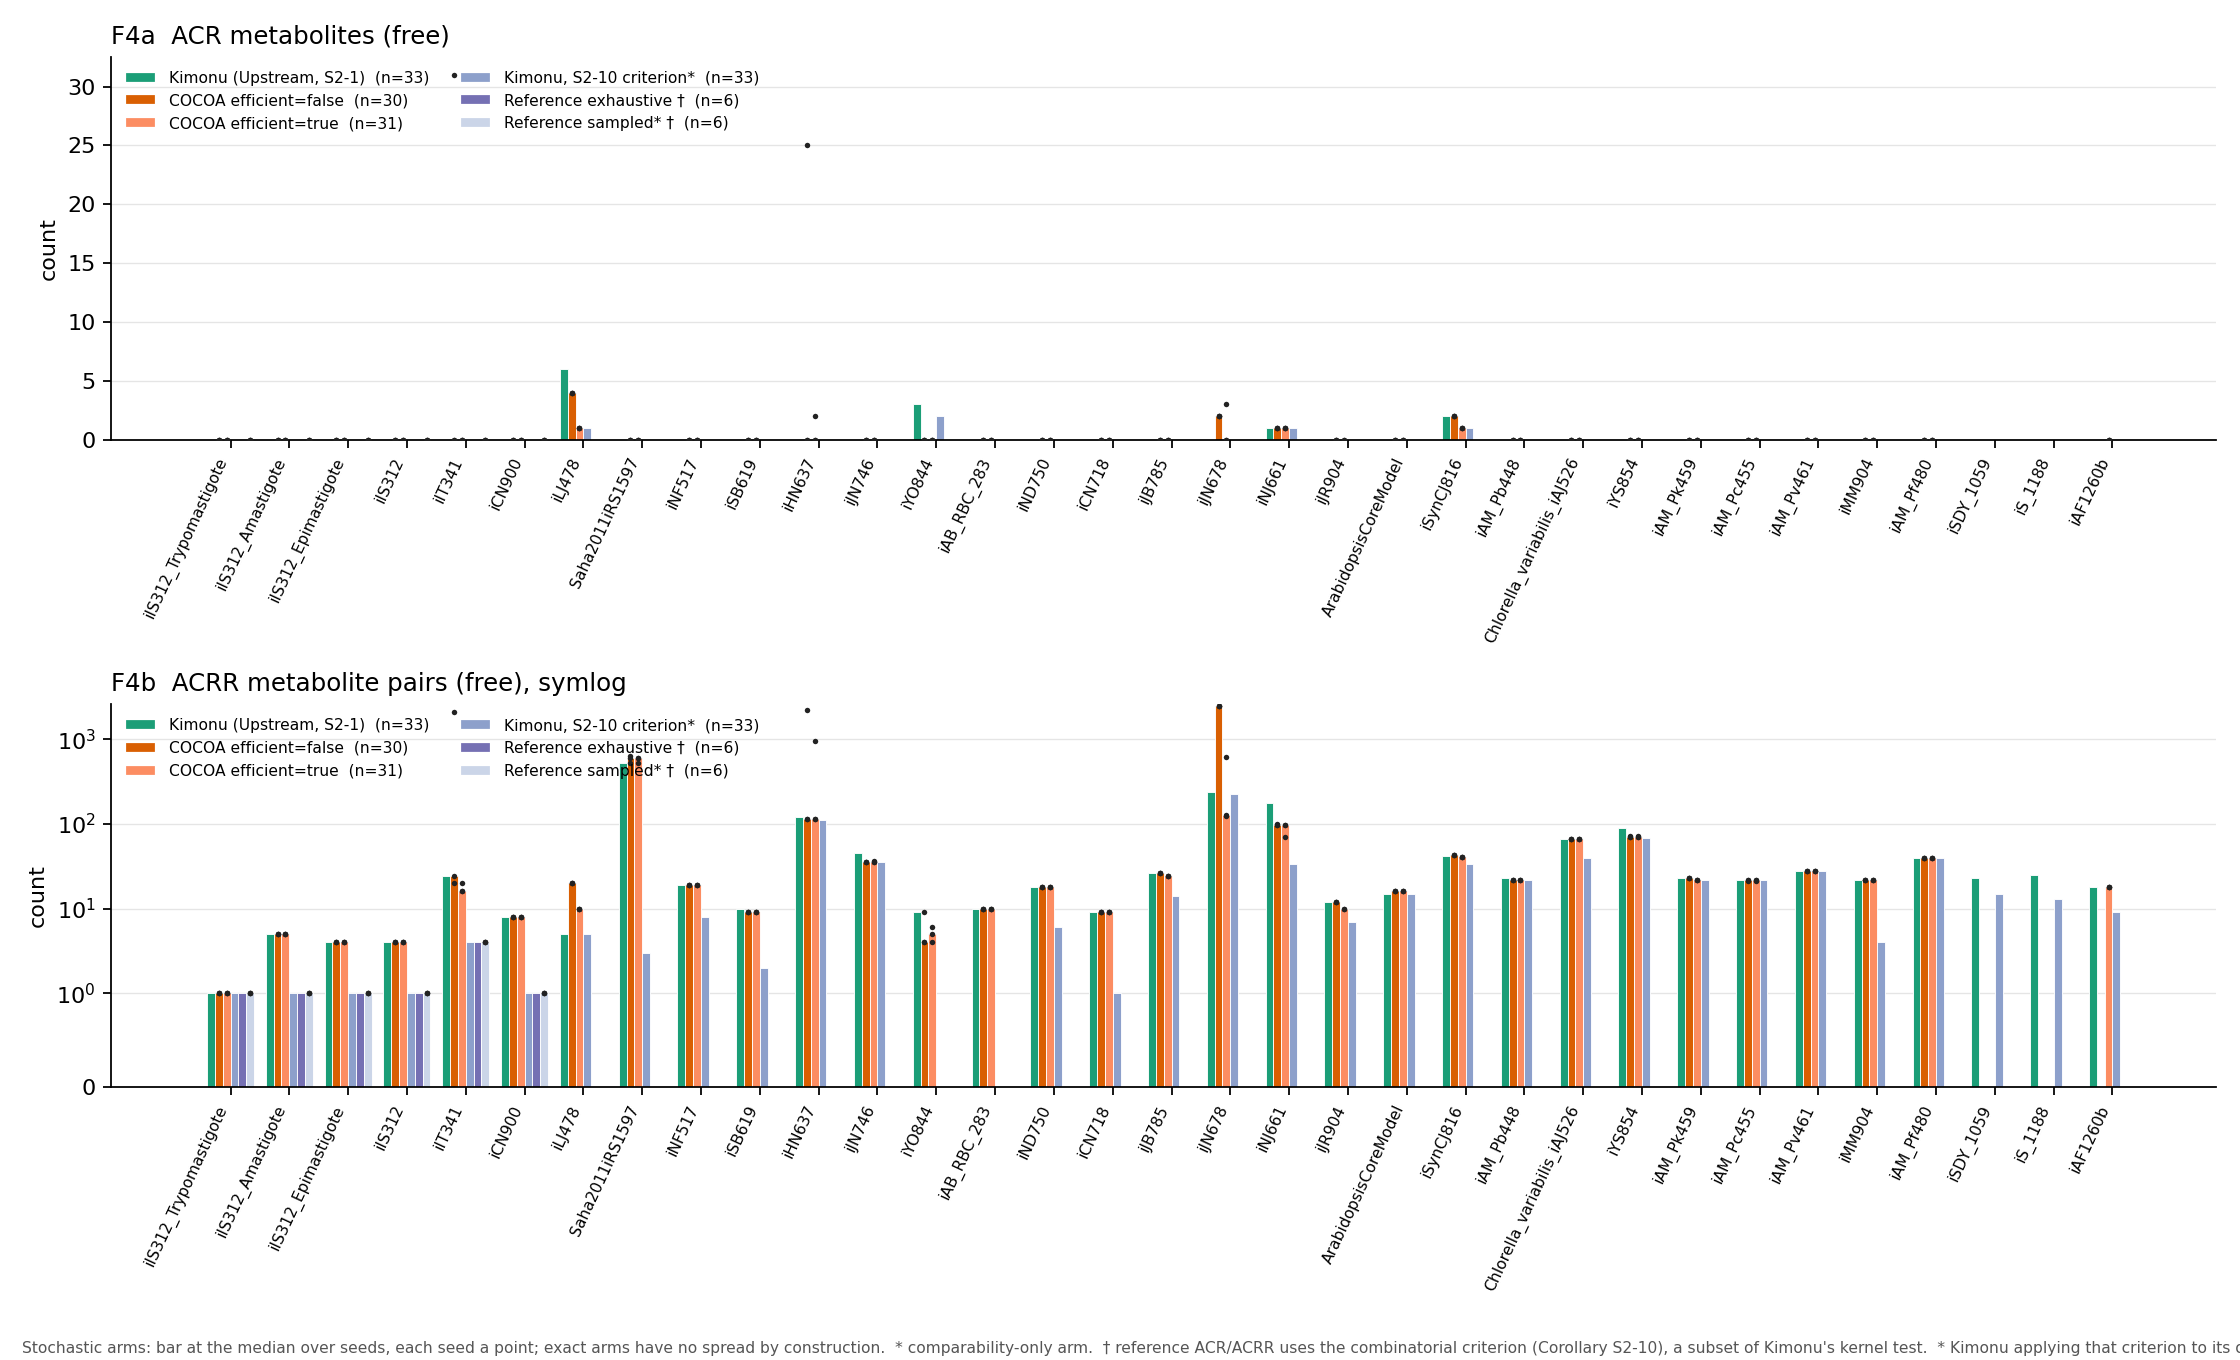 F4a  ACR metabolites (free)
Kimonu (Upstream, S2-1)  (n=33)
COCOA efficient=false  (n=30)
COCOA efficient=true  (n=31)
Kimonu, S2-10 criterion*  (n=33)
Reference exhaustive †  (n=6)
Reference sampled* †  (n=6)
count
30
25
20
15
10
5
0
iIS312_Trypomastigote
iIS312_Amastigote
iIS312_Epimastigote
iIS312
iIT341
iCN900
iLJ478
Saha2011iRS1597
iNF517
iSB619
iHN637
iJN746
iYO844
iAB_RBC_283
iND750
iCN718
iJB785
iJN678
iNJ661
iJR904
ArabidopsisCoreModel
iSynCJ816
iAM_Pb448
Chlorella_variabilis_iAJ526
iYS854
iAM_Pk459
iAM_Pc455
iAM_Pv461
iMM904
iAM_Pf480
iSDY_1059
iS_1188
iAF1260b
F4b  ACRR metabolite pairs (free), symlog
Kimonu (Upstream, S2-1)  (n=33)
COCOA efficient=false  (n=30)
COCOA efficient=true  (n=31)
Kimonu, S2-10 criterion*  (n=33)
Reference exhaustive †  (n=6)
Reference sampled* †  (n=6)
count
10³
10²
10¹
10⁰
0
iIS312_Trypomastigote
iIS312_Amastigote
iIS312_Epimastigote
iIS312
iIT341
iCN900
iLJ478
Saha2011iRS1597
iNF517
iSB619
iHN637
iJN746
iYO844
iAB_RBC_283
iND750
iCN718
iJB785
iJN678
iNJ661
iJR904
ArabidopsisCoreModel
iSynCJ816
iAM_Pb448
Chlorella_variabilis_iAJ526
iYS854
iAM_Pk459
iAM_Pc455
iAM_Pv461
iMM904
iAM_Pf480
iSDY_1059
iS_1188
iAF1260b
Stochastic arms: bar at the median over seeds, each seed a point; exact arms have no spread by construction.  * comparability-only arm.  † reference ACR/ACRR uses the combinatorial criterion (Corollary S2-10), a subset of Kimonu's kernel test.  * Kimonu applying that criterion to its